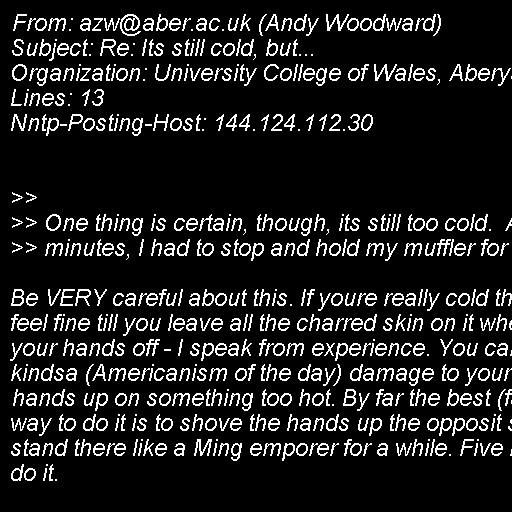 From: azw@aber.ac.uk (Andy Woodward)
Subject: Re: Its still cold, but...
Organization: University College of Wales, Abery
Lines: 13
Nntp-Posting-Host: 144.124.112.30
>>
>> One thing is certain, though, its still too cold. A
>> minutes, I had to stop and hold my muffler for
Be VERY careful about this. If youre really cold th
feel fine till you leave all the charred skin on it whe
your hands off - I speak from experience. You ca
kindsa (Americanism of the day) damage to your
hands up on something too hot. By far the best (f
way to do it is to shove the hands up the opposit s
stand there like a Ming emporer for a while. Five
do it.